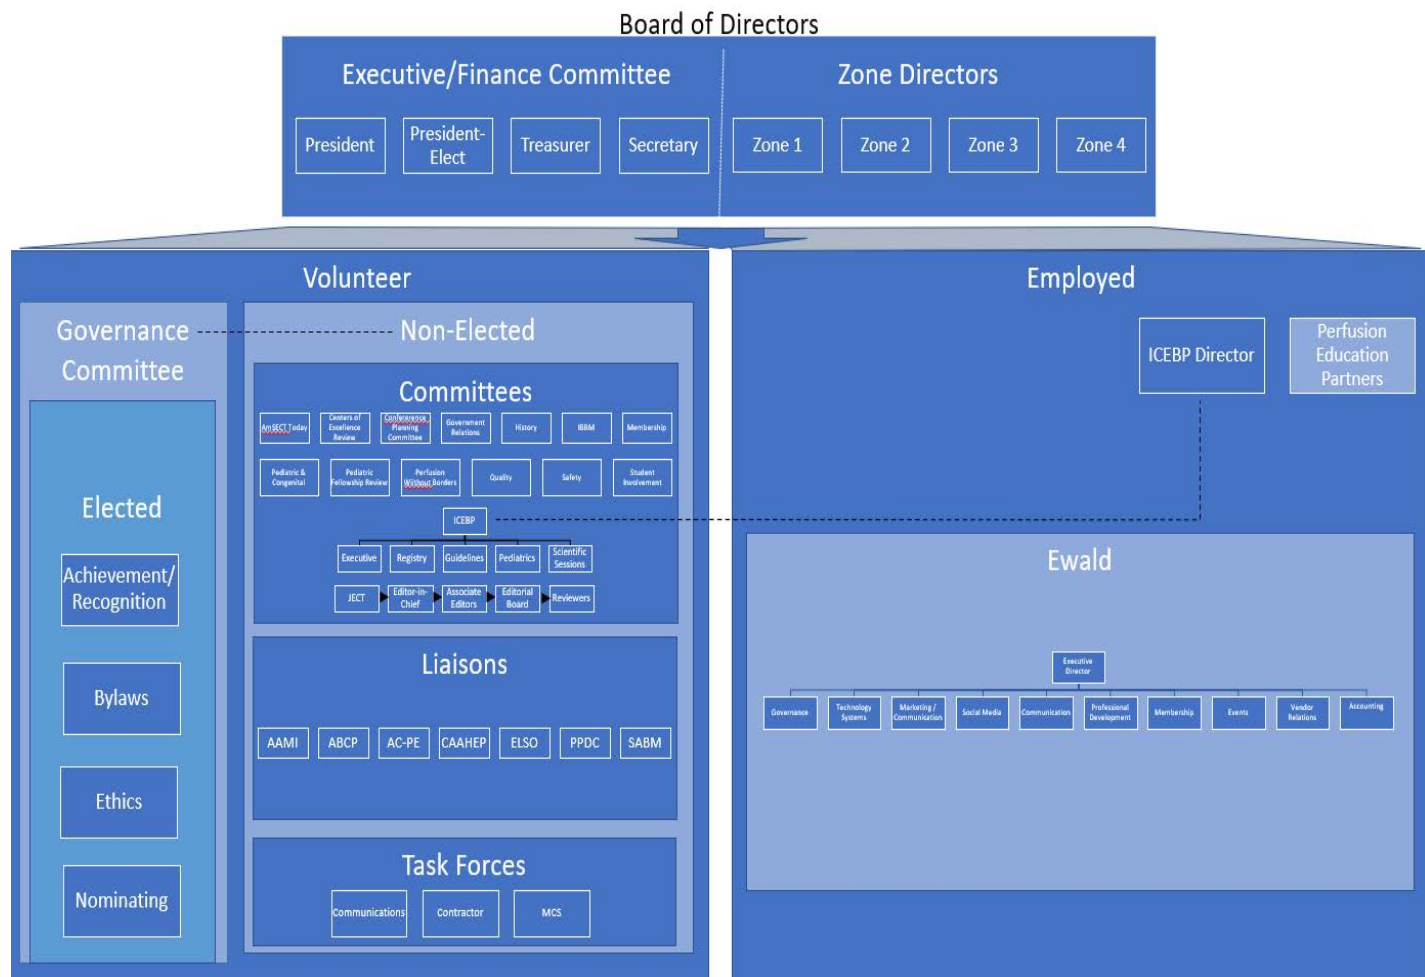 Board of Directors
Executive/Finance Committee
Zone Directors
President
President-
Elect
Treasurer
Secretary
Zone 1
Zone 2
Zone 3
Zone 4
Volunteer
Governance
Committee
Elected
Achievement/
Recognition
Bylaws
Ethics
Nominating
Non-Elected
Committees
AmSECT Today
Centers of
Excellence
Review
Confererence
Planning
Committee
Government
Relations
History
IBBM
Membership
Pediatric &
Congenital
Pediatric
Fellowship Review
Perfusion
Without Borders
Quality
Safety
Student
Involvement
ICEBP
Executive
Registry
Guidelines
Pediatrics
Scientific
Sessions
JECT
Editor-in-
Chief
Associate
Editors
Editorial
Board
Reviewers
Liaisons
AAMI
ABCP
AC-PE
CAAHEP
ELSO
PPDC
SABM
Task Forces
Communications
Contractor
MCS
Employed
ICEBP Director
Perfusion
Education
Partners
Ewald
Executive
Director
Governance
Technology
Systems
Marketing /
Communication
Social Media
Communication
Professional
Development
Membership
Events
Vendor
Relations
Accounting